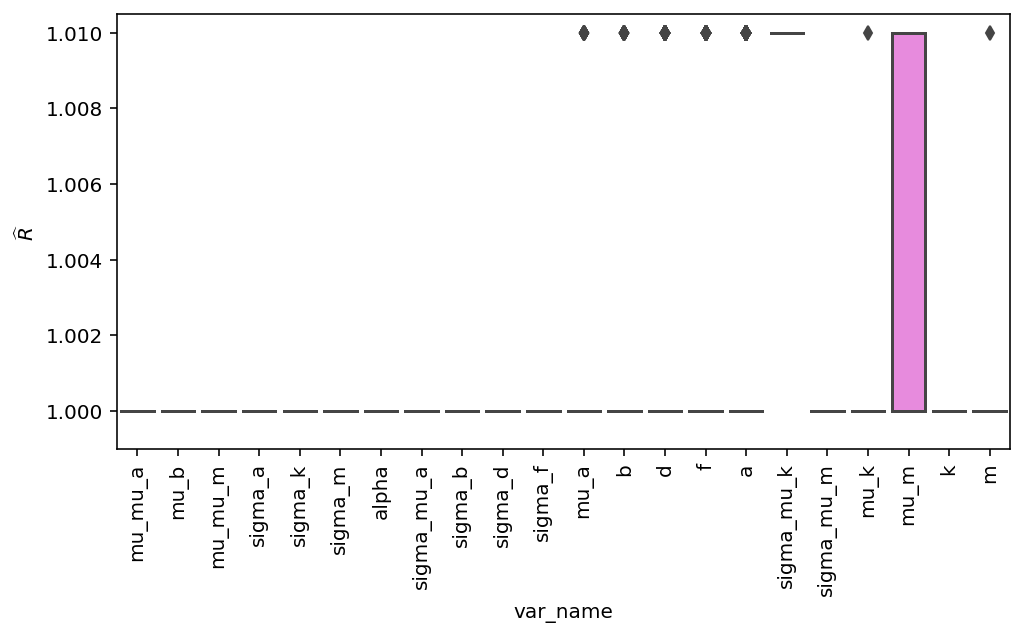 1.010
1.008
1.006
1.004
1.002
1.000
R̂
mu_mu_a
mu_b
mu_mu_m
sigma_a
sigma_k
sigma_m
alpha
sigma_mu_a
sigma_b
sigma_d
sigma_f
mu_a
b
d
f
a
sigma_mu_k
sigma_mu_m
mu_k
mu_m
k
m
var_name